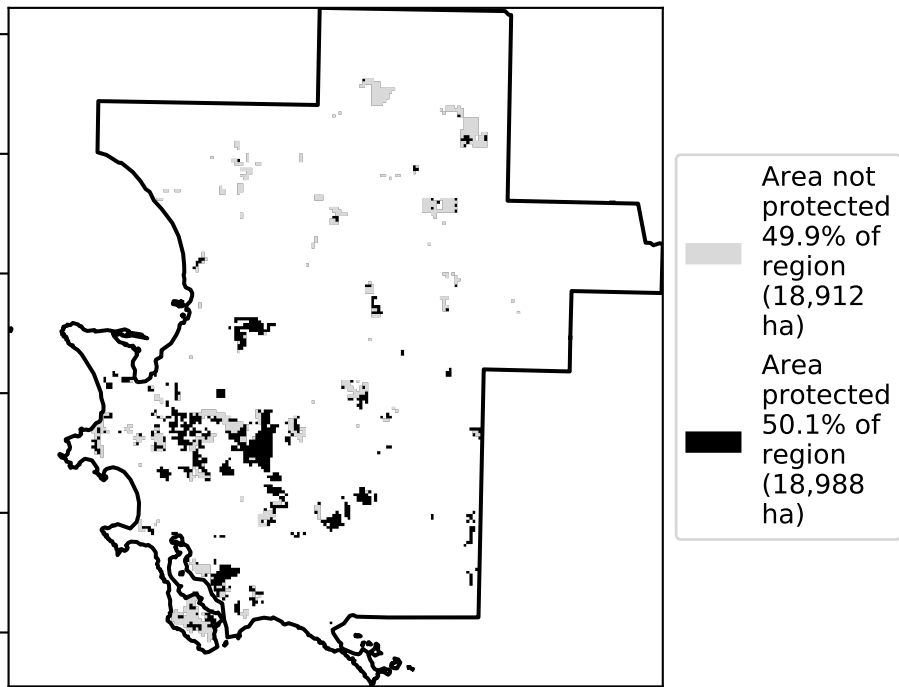 Area not
protected
49.9% of
region
(18,912
ha)
Area
protected
50.1% of
region
(18,988
ha)